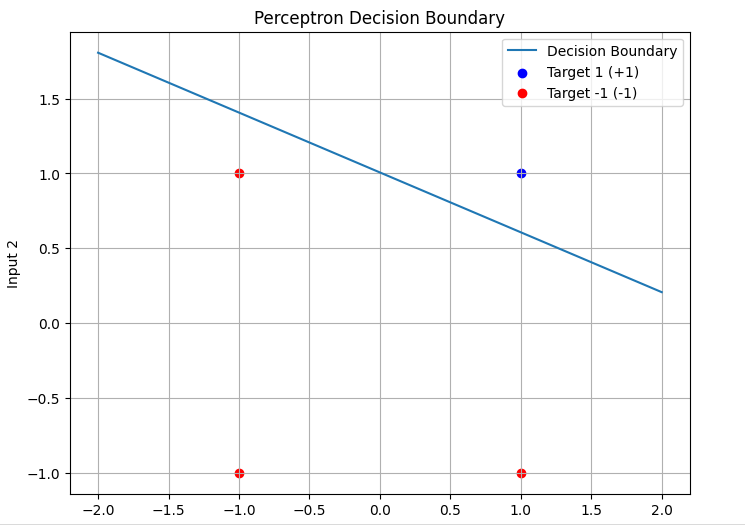 Perceptron Decision Boundary
Decision Boundary
Target 1 (+1)
Target -1 (-1)
1.5
1.0
0.5
0.0
−0.5
−1.0
Input 2
−2.0 −1.5 −1.0 −0.5 0.0 0.5 1.0 1.5 2.0